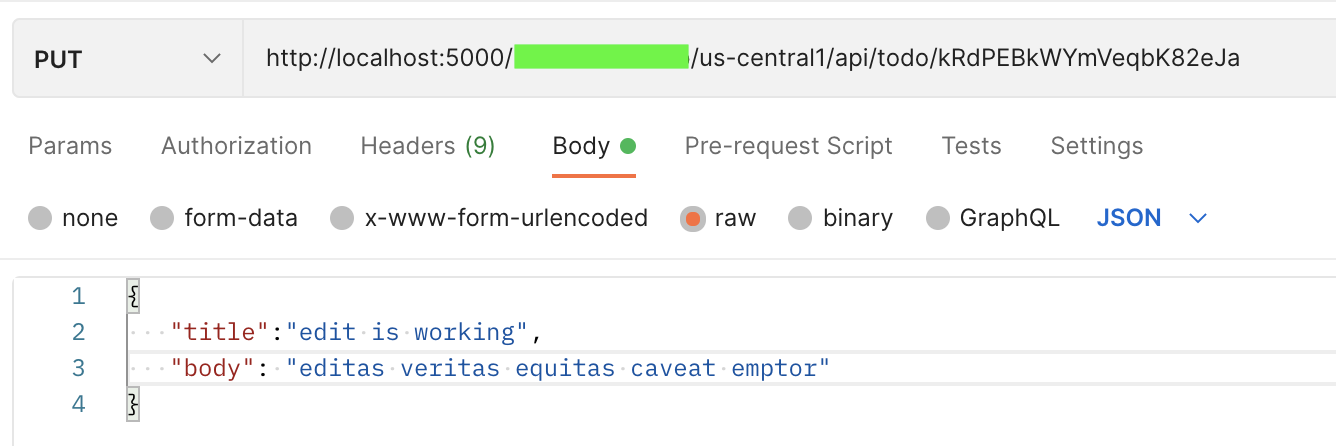 PUT http://localhost:5000/ /us-central1/api/todo/kRdPEBkWYmVeqbK82eJa
Params Authorization Headers (9) Body Pre-request Script Tests Settings
none form-data x-www-form-urlencoded raw binary GraphQL JSON
1 {
2 "title":"edit is working",
3 "body": "editas veritas equitas caveat emptor"
4 }